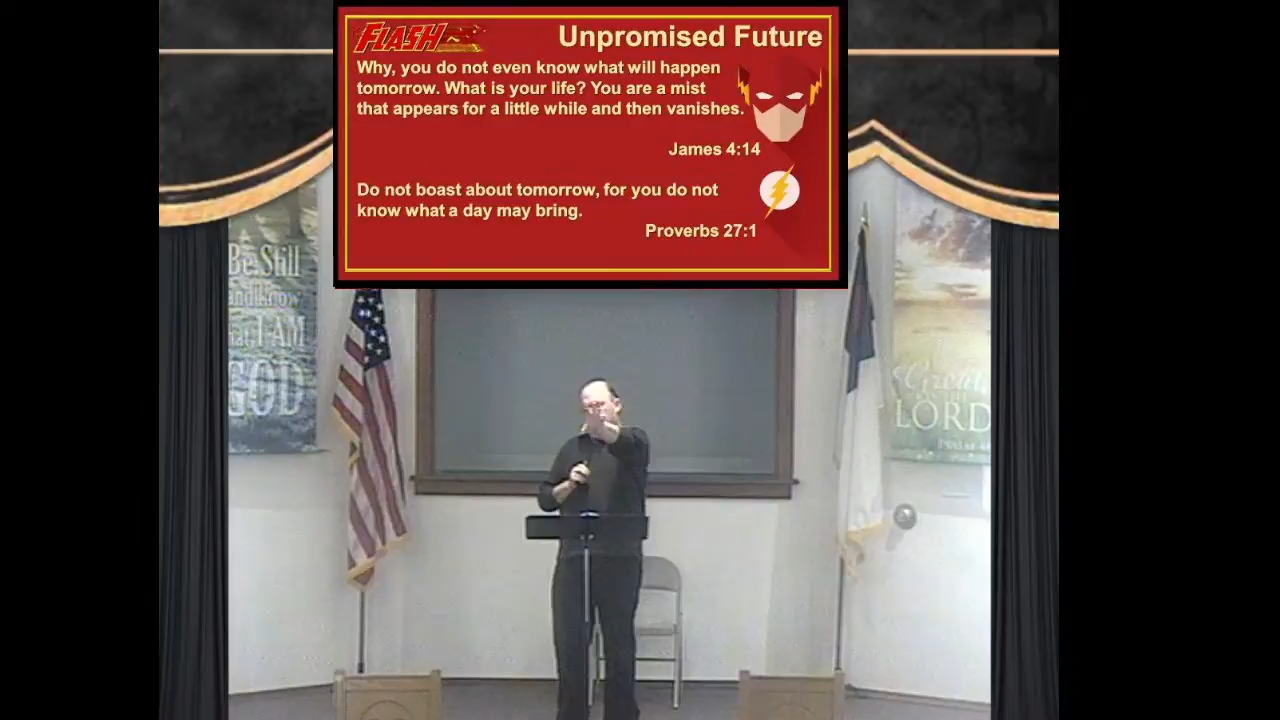 FLASH
Unpromised Future
Why, you do not even know what will happen
tomorrow. What is your life? You are a mist
that appears for a little while and then vanishes.
James 4:14
Do not boast about tomorrow, for you do not
know what a day may bring.
Proverbs 27:1
Be Still
and know
that I AM
GOD
Great
LORD